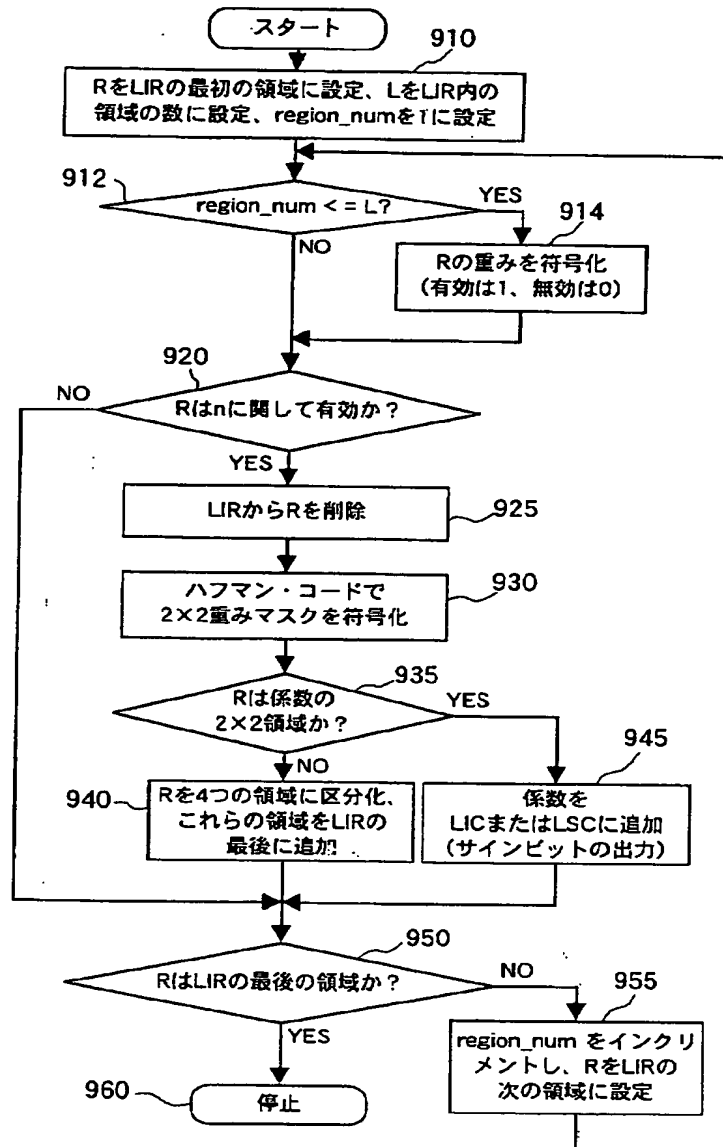 スタート
910
RをLIRの最初の領域に設定、LをLIR内の
領域の数に設定、region_numを1に設定
912
region_num < = L?
YES
914
NO
Rの重みを符号化
(有効は1、無効は0)
920
NO
Rはnに関して有効か?
YES
LIRからRを削除
925
ハフマン・コードで
2×2重みマスクを符号化
930
935
Rは係数の
2×2領域か?
YES
NO
945
940
Rを4つの領域に区分化、
これらの領域をLIRの
最後に追加
係数を
LICまたはLSCに追加
(サインビットの出力)
950
RはLIRの最後の領域か?
NO
955
YES
region_num をインクリ
メントし、RをLIRの
次の領域に設定
960
停止